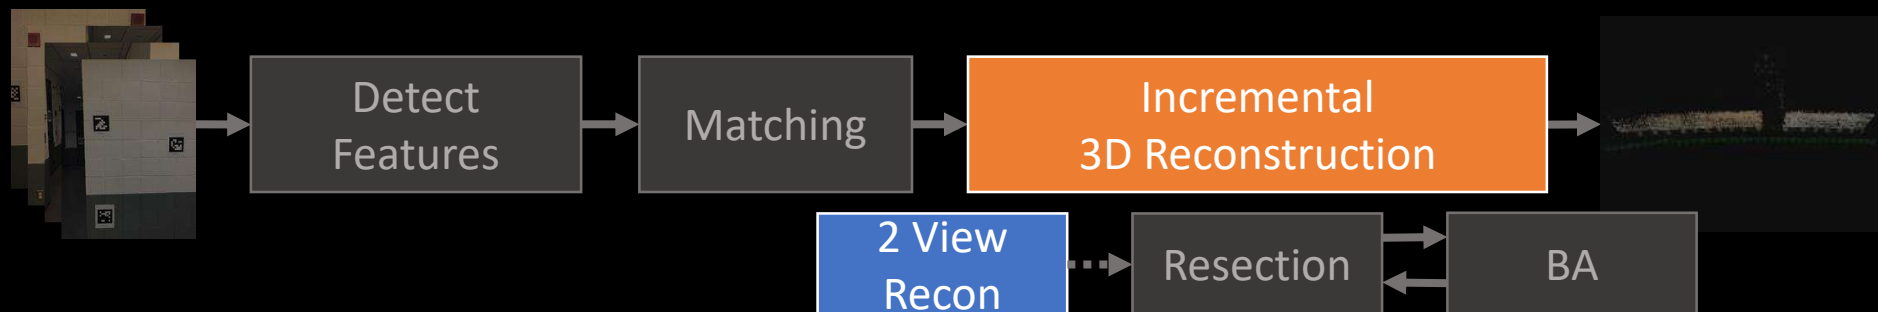 Detect
Features
Matching
Incremental
3D Reconstruction
2 View
Recon
Resection
BA